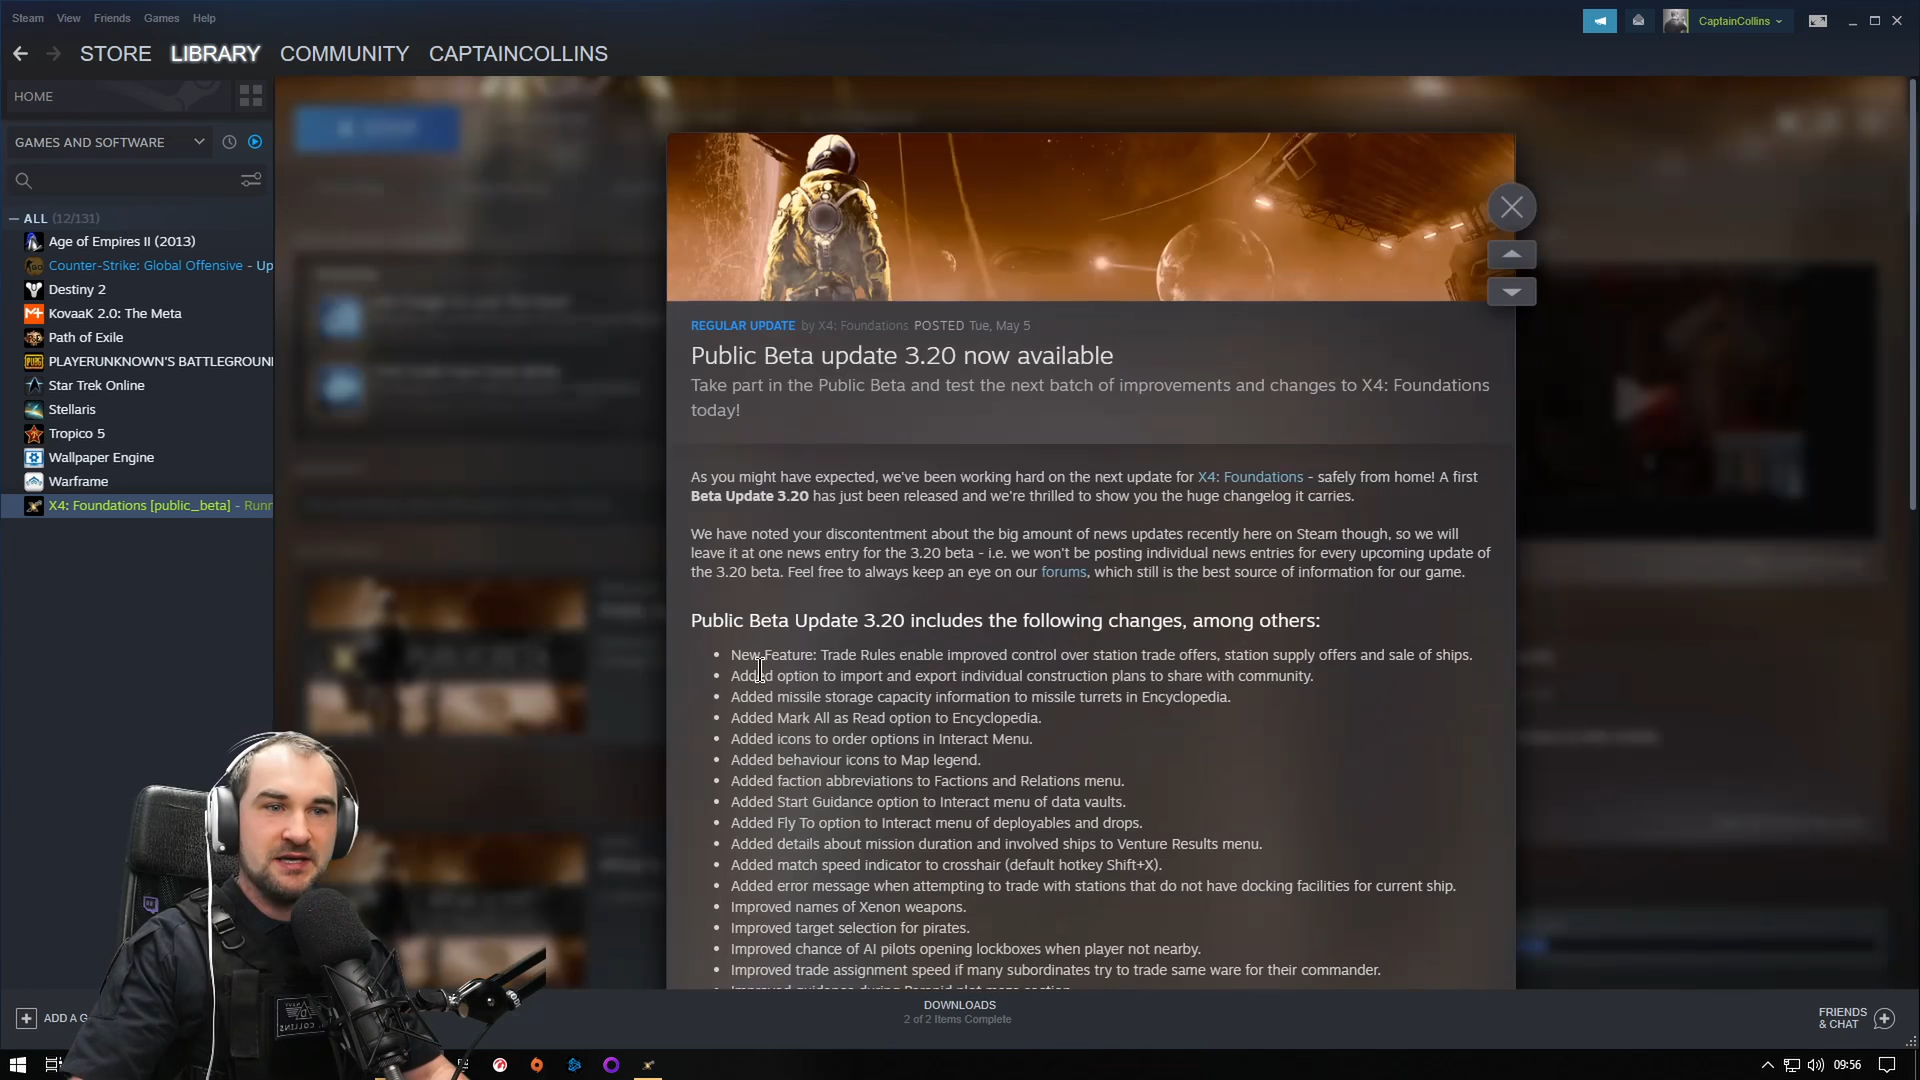 Steam View Friends Games Help
CaptainCollins
STORE LIBRARY COMMUNITY CAPTAINCOLLINS
HOME
GAMES AND SOFTWARE
ALL (12/131)
Age of Empires II (2013)
Counter-Strike: Global Offensive - Up
Destiny 2
KovaaK 2.0: The Meta
Path of Exile
PLAYERUNKNOWN'S BATTLEGROUN
Star Trek Online
Stellaris
Tropico 5
Wallpaper Engine
Warframe
X4: Foundations [public_beta] - Runn
REGULAR UPDATE by X4: Foundations POSTED Tue, May 5
Public Beta update 3.20 now available
Take part in the Public Beta and test the next batch of improvements and changes to X4: Foundations
today!
As you might have expected, we've been working hard on the next update for X4: Foundations - safely from home! A first
Beta Update 3.20 has just been released and we're thrilled to show you the huge changelog it carries.
We have noted your discontentment about the big amount of news updates recently here on Steam though, so we will
leave it at one news entry for the 3.20 beta - i.e. we won't be posting individual news entries for every upcoming update of
the 3.20 beta. Feel free to always keep an eye on our forums, which still is the best source of information for our game.
Public Beta Update 3.20 includes the following changes, among others:
• New Feature: Trade Rules enable improved control over station trade offers, station supply offers and sale of ships.
• Added option to import and export individual construction plans to share with community.
• Added missile storage capacity information to missile turrets in Encyclopedia.
• Added Mark All as Read option to Encyclopedia.
• Added icons to order options in Interact Menu.
• Added behaviour icons to Map legend.
• Added faction abbreviations to Factions and Relations menu.
• Added Start Guidance option to Interact menu of data vaults.
• Added Fly To option to Interact menu of deployables and drops.
• Added details about mission duration and involved ships to Venture Results menu.
• Added match speed indicator to crosshair (default hotkey Shift+X).
• Added error message when attempting to trade with stations that do not have docking facilities for current ship.
• Improved names of Xenon weapons.
• Improved target selection for pirates.
• Improved chance of AI pilots opening lockboxes when player not nearby.
• Improved trade assignment speed if many subordinates try to trade same ware for their commander.
ADD A G
DOWNLOADS
2 of 2 Items Complete
FRIENDS
& CHAT
09:56